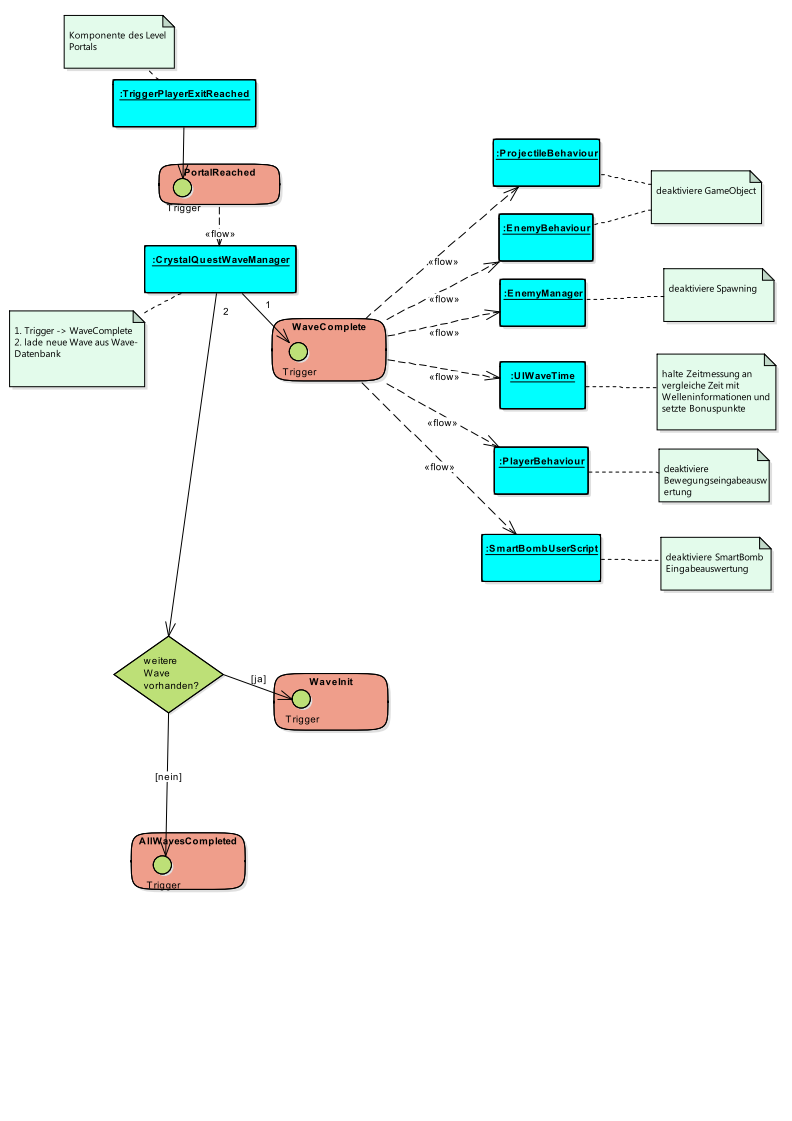 Komponente des Level
Portals
:TriggerPlayerExitReached
PortalReached
Trigger
«flow»
:CrystalQuestWaveManager
1. Trigger -> WaveComplete
2. lade neue Wave aus Wave-
Datenbank
2
1
WaveComplete
Trigger
«flow»
«flow»
«flow»
«flow»
«flow»
«flow»
:ProjectileBehaviour
:EnemyBehaviour
deaktiviere GameObject
:EnemyManager
deaktiviere Spawning
:UIWaveTime
halte Zeitmessung an
vergleiche Zeit mit
Welleninformationen und
setzte Bonuspunkte
:PlayerBehaviour
deaktiviere
Bewegungseingabeausw
ertung
:SmartBombUserScript
deaktiviere SmartBomb
Eingabeauswertung
weitere
Wave
vorhanden?
[ja]
WaveInit
Trigger
[nein]
AllWavesCompleted
Trigger